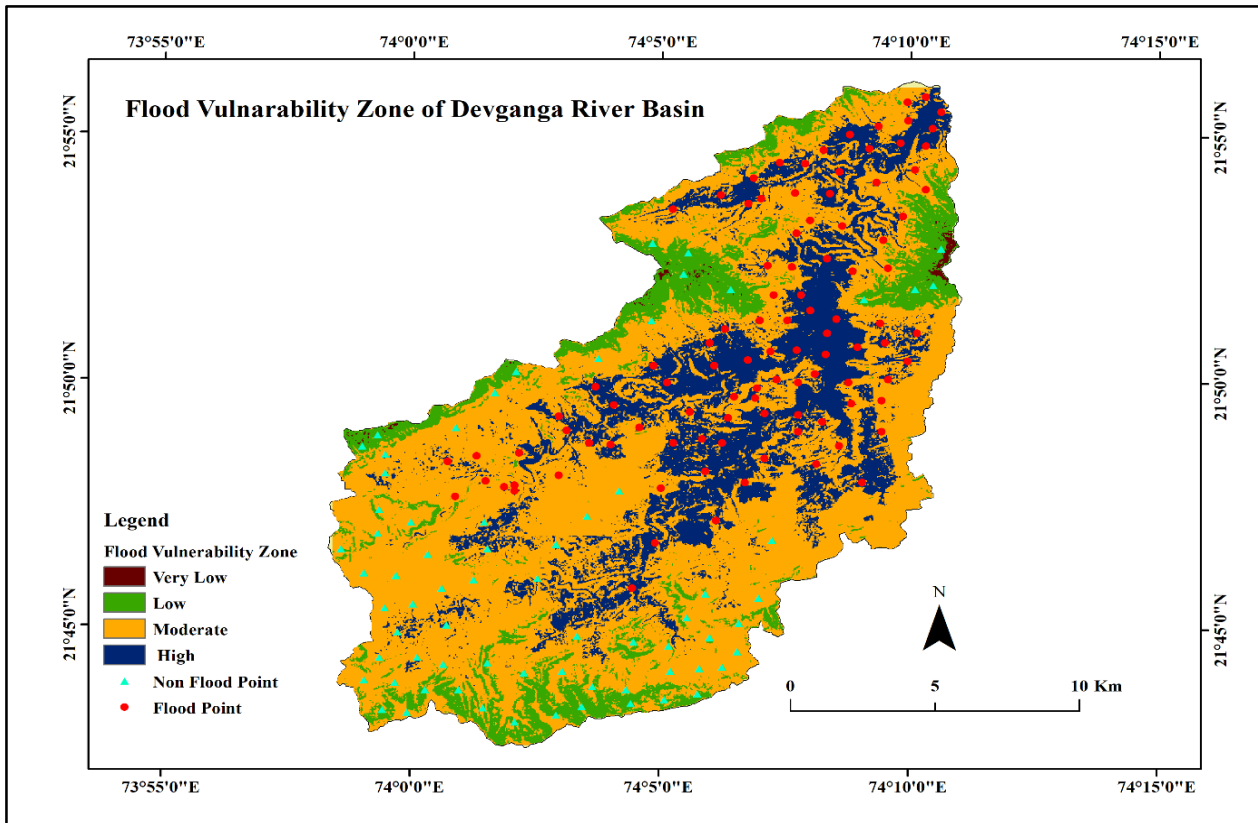 73°55'0"E 74°0'0"E 74°5'0"E 74°10'0"E 74°15'0"E
Flood Vulnarability Zone of Devganga River Basin
21°55'0"N
21°55'0"N
21°50'0"N
21°50'0"N
21°45'0"N
21°45'0"N
Legend
Flood Vulnerability Zone
Very Low
Low
Moderate
High
Non Flood Point
Flood Point
N
0 5 10 Km
73°55'0"E 74°0'0"E 74°5'0"E 74°10'0"E 74°15'0"E